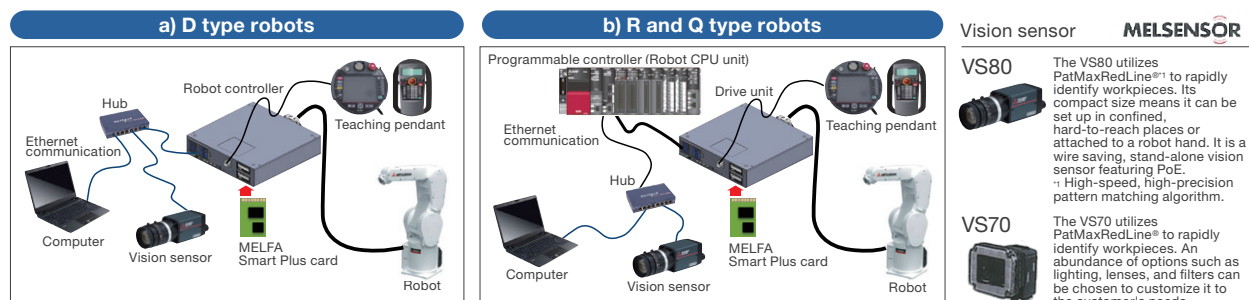 a) D type robots
Robot controller
Hub
Teaching pendant
Ethernet
communication
Computer
Vision sensor
MELFA
Smart Plus card
Robot
b) R and Q type robots
Programmable controller (Robot CPU unit)
Drive unit
Teaching pendant
Ethernet
communication
Hub
Computer
Vision sensor
MELFA
Smart Plus card
Robot
Vision sensor
MELSENSOR
VS80
The VS80 utilizes
PatMaxRedLine®*1 to rapidly
identify workpieces. Its
compact size means it can be
set up in confined,
hard-to-reach places or
attached to a robot hand. It is a
wire saving, stand-alone vision
sensor featuring PoE.
*1 High-speed, high-precision
pattern matching algorithm.
VS70
The VS70 utilizes
PatMaxRedLine® to rapidly
identify workpieces. An
abundance of options such as
lighting, lenses, and filters can
be chosen to customize it to
the customer's needs.